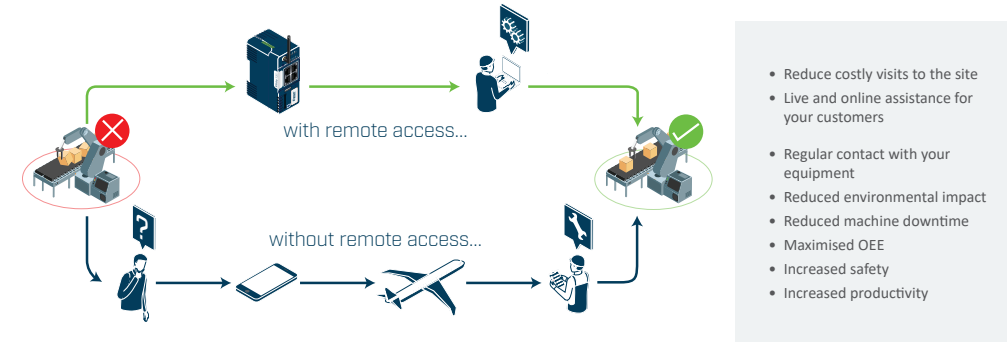 with remote access...
without remote access...
?
• Reduce costly visits to the site
• Live and online assistance for
your customers
• Regular contact with your
equipment
• Reduced environmental impact
• Reduced machine downtime
• Maximised OEE
• Increased safety
• Increased productivity